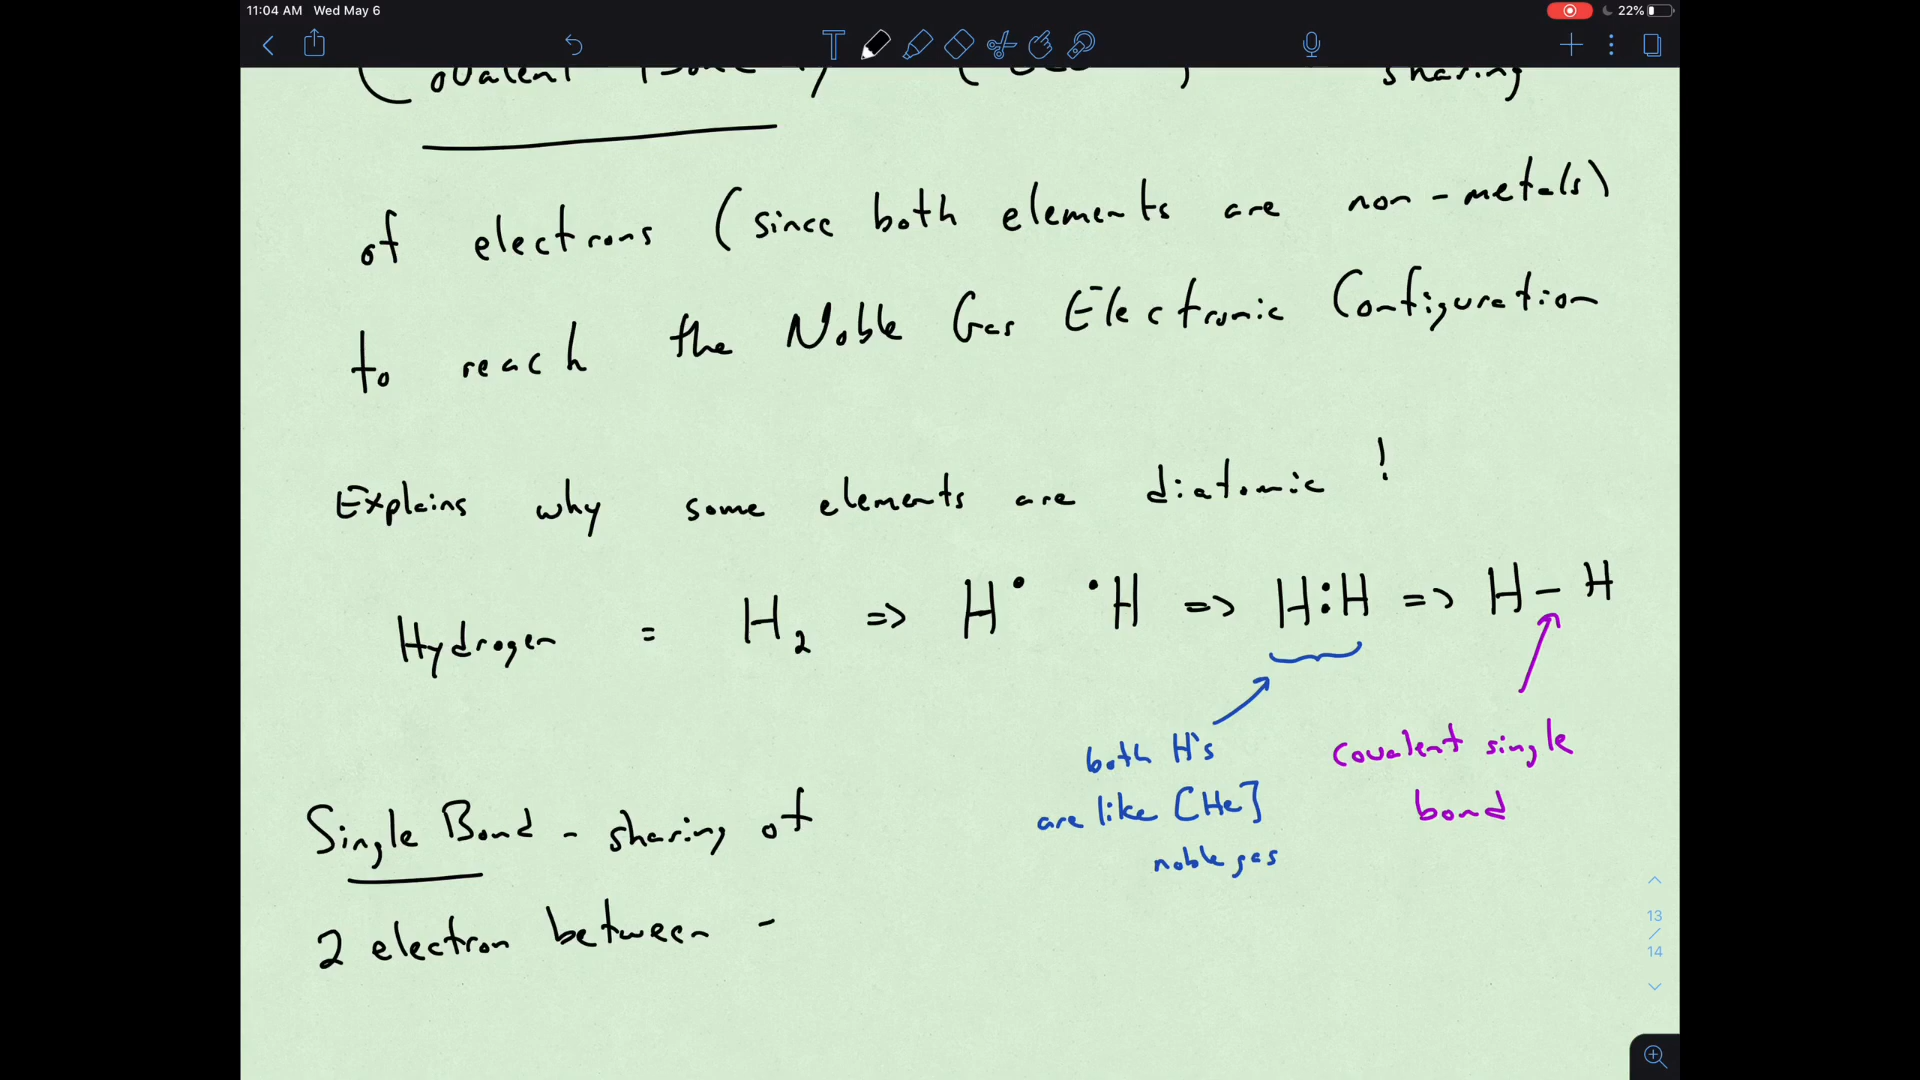 11:04 AM Wed May 6
22%
T
Covalent sharing
of electrons (since both elements are non-metals)
to reach the Noble Gas Electronic Configuration
Explains why some elements are diatomic !
Hydrogen = H₂ => H• •H => H:H => H-H
both H's
are like [He]
noble gas
covalent single
bond
Single Bond - sharing of
2 electron between -
13
/
14